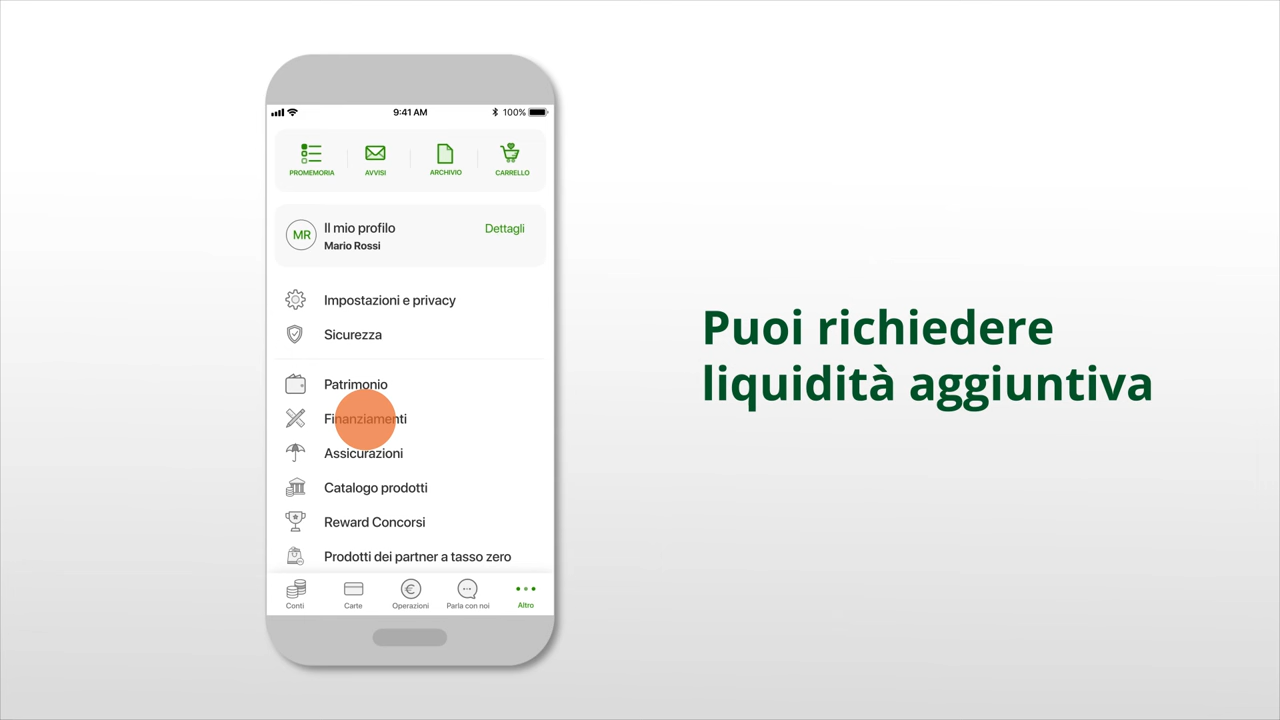 9:41 AM
100%
PROMEMORIA
AVVISI
ARCHIVIO
CARRELLO
MR
Il mio profilo
Dettagli
Mario Rossi
Impostazioni e privacy
Sicurezza
Patrimonio
Finanziamenti
Assicurazioni
Catalogo prodotti
Reward Concorsi
Prodotti dei partner a tasso zero
Conti
Carte
Operazioni
Parla con noi
Altro
Puoi richiedere
liquidità aggiuntiva